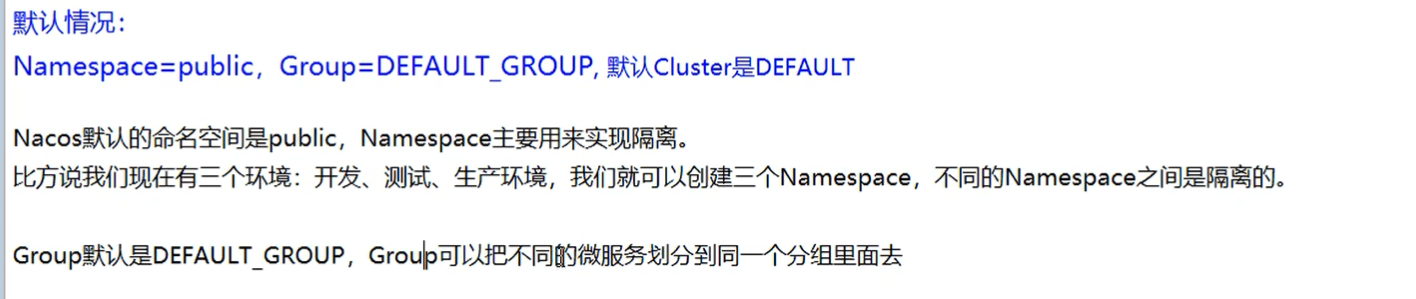 默认情况：
Namespace=public，Group=DEFAULT_GROUP, 默认Cluster是DEFAULT
Nacos默认的命名空间是public，Namespace主要用来实现隔离。
比方说我们现在有三个环境：开发、测试、生产环境，我们就可以创建三个Namespace，不同的Namespace之间是隔离的。
Group默认是DEFAULT_GROUP，Group可以把不同的微服务划分到同一个分组里面去